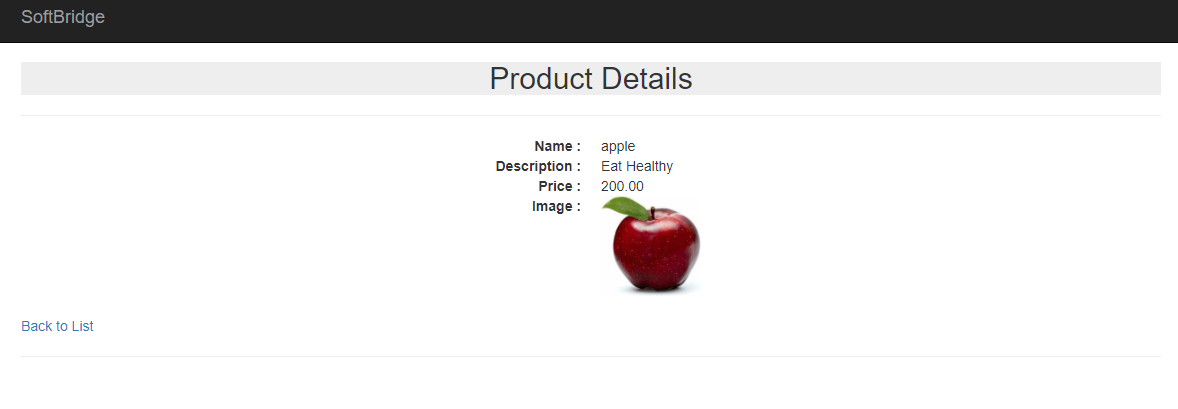 SoftBridge
Product Details
Name : apple
Description : Eat Healthy
Price : 200.00
Image :
Back to List